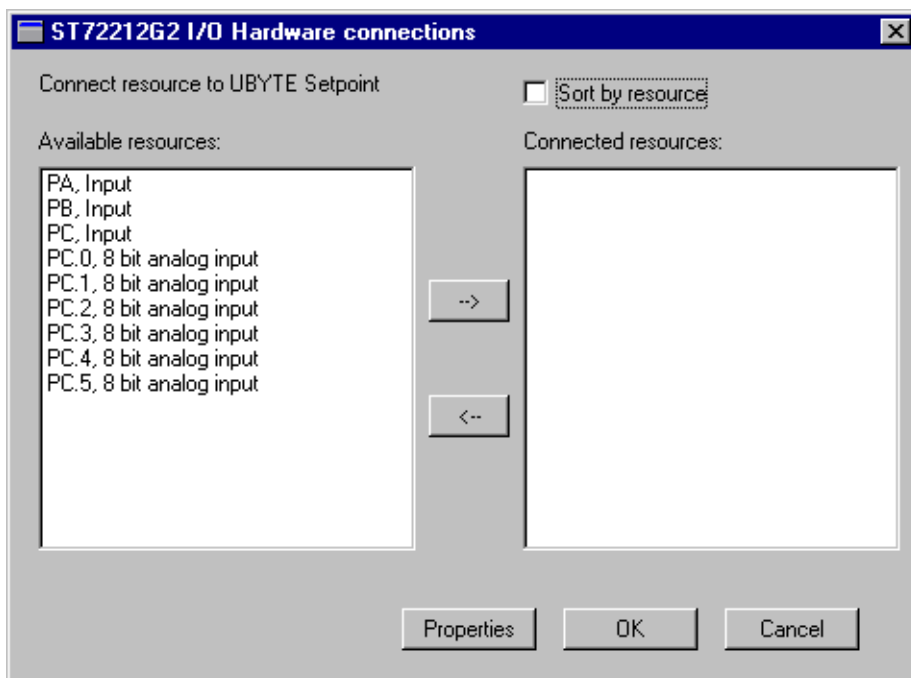 ST72212G2 I/O Hardware connections
Connect resource to UBYTE Setpoint
Sort by resource
Available resources:
Connected resources:
PA, Input
PB, Input
PC, Input
PC.0, 8 bit analog input
PC.1, 8 bit analog input
PC.2, 8 bit analog input
PC.3, 8 bit analog input
PC.4, 8 bit analog input
PC.5, 8 bit analog input
-->
<--
Properties
OK
Cancel